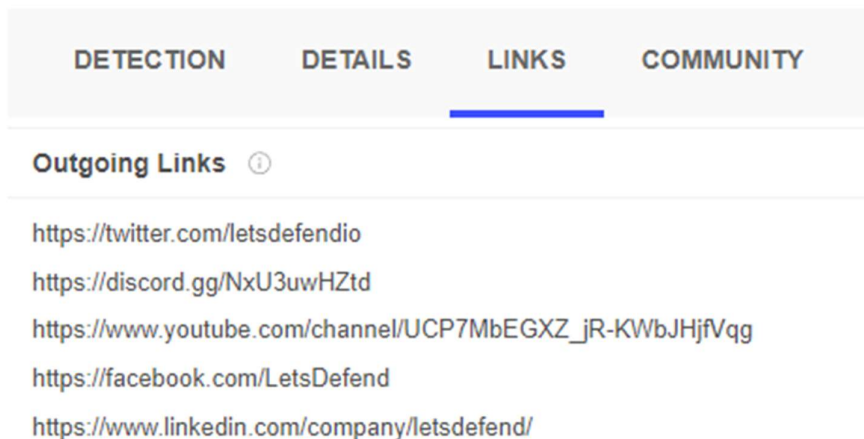 DETECTION DETAILS LINKS COMMUNITY
Outgoing Links
https://twitter.com/letsdefendio
https://discord.gg/NxU3uwHZtd
https://www.youtube.com/channel/UCP7MbEGXZ_jR-KWbJHjfVqg
https://facebook.com/LetsDefend
https://www.linkedin.com/company/letsdefend/